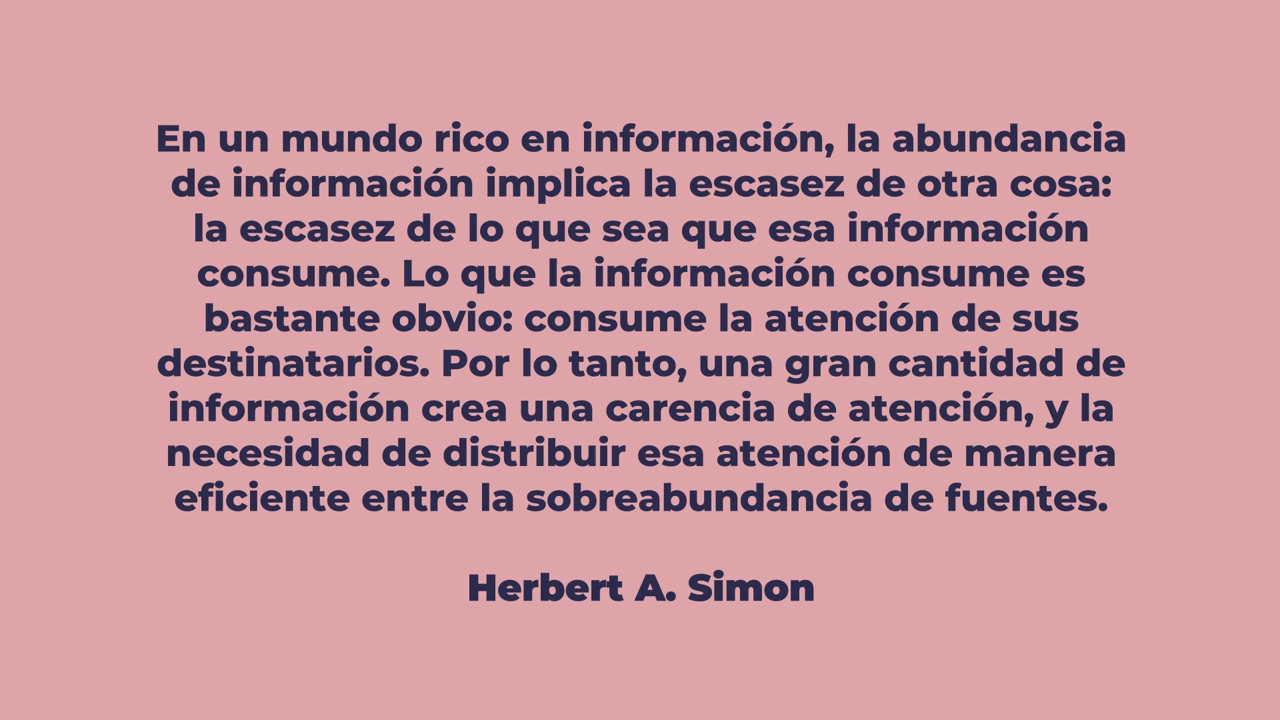 En un mundo rico en información, la abundancia
de información implica la escasez de otra cosa:
la escasez de lo que sea que esa información
consume. Lo que la información consume es
bastante obvio: consume la atención de sus
destinatarios. Por lo tanto, una gran cantidad de
información crea una carencia de atención, y la
necesidad de distribuir esa atención de manera
eficiente entre la sobreabundancia de fuentes.
Herbert A. Simon